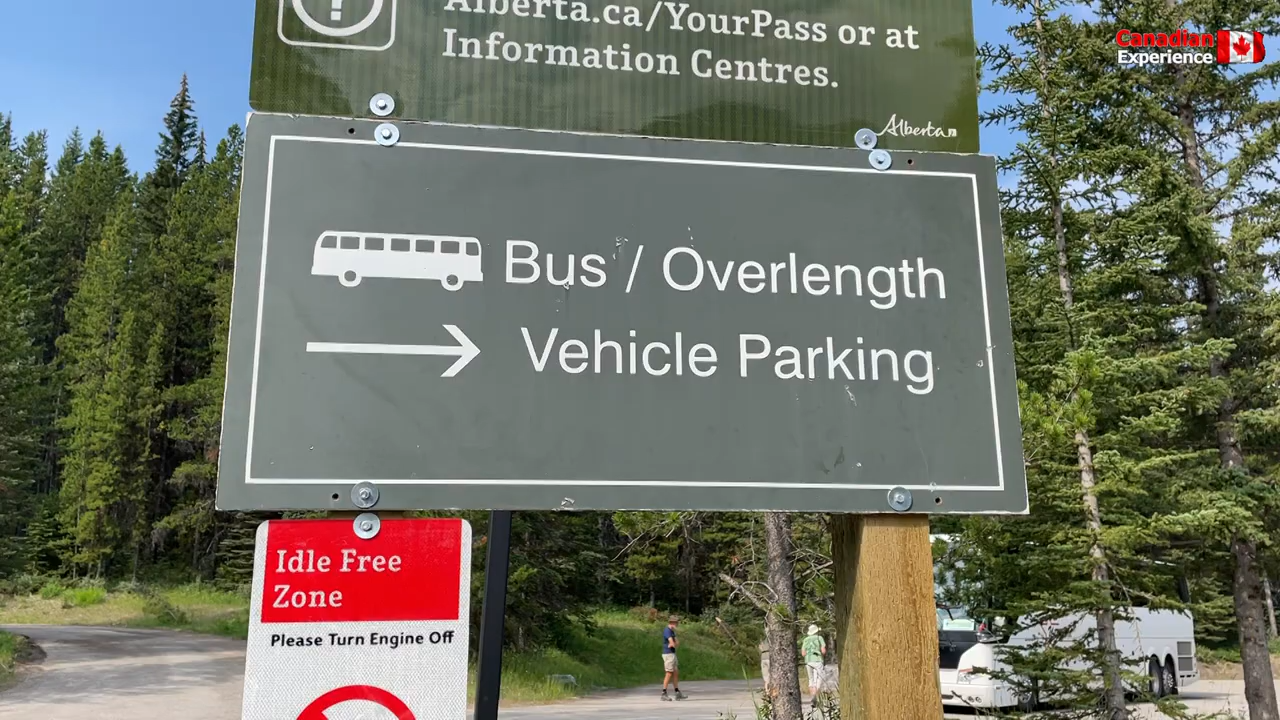 Alberta.ca/YourPass or at
Information Centres.
Alberta
Bus / Overlength
Vehicle Parking
Idle Free
Zone
Please Turn Engine Off
Canadian
Experience